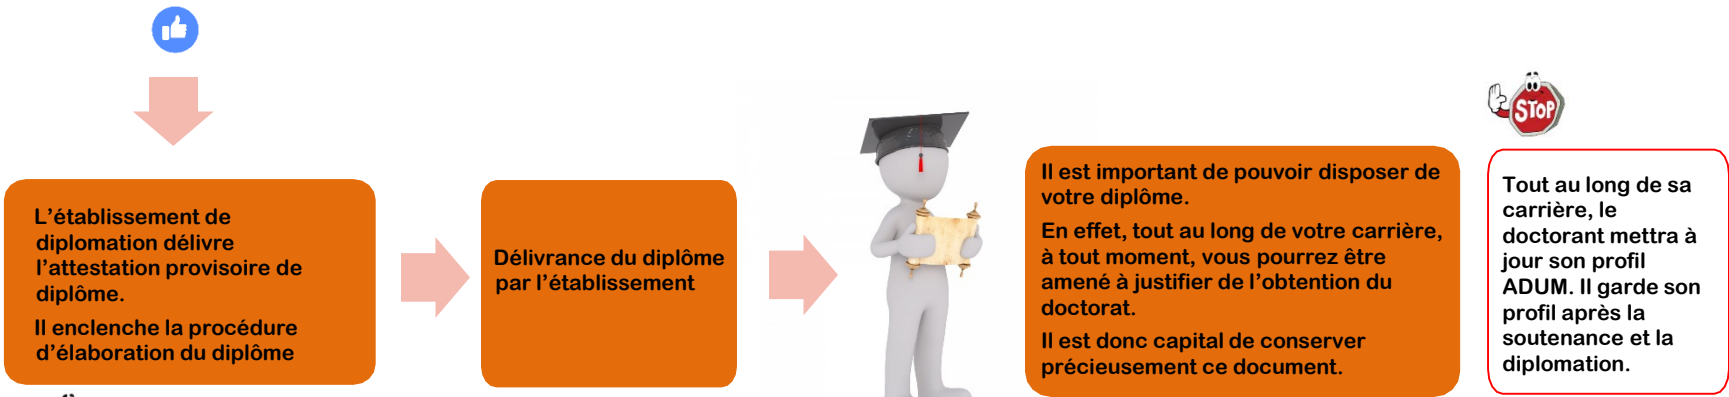 L’établissement de
diplomation délivre
l’attestation provisoire de
diplôme.
Il enclenche la procédure
d’élaboration du diplôme
Délivrance du diplôme
par l’établissement
Il est important de pouvoir disposer de
votre diplôme.
En effet, tout au long de votre carrière,
à tout moment, vous pourrez être
amené à justifier de l’obtention du
doctorat.
Il est donc capital de conserver
précieusement ce document.
STOP
Tout au long de sa
carrière, le
doctorant mettra à
jour son profil
ADUM. Il garde son
profil après la
soutenance et la
diplomation.